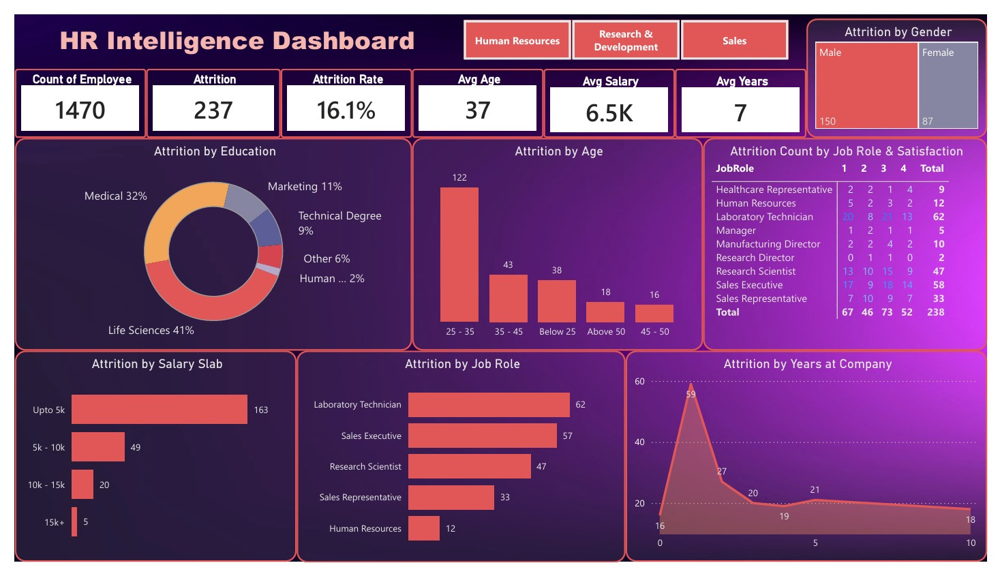 HR Intelligence Dashboard
Human Resources
Research &
Development
Sales
Attrition by Gender
Male
Female
150
87
Count of Employee
1470
Attrition
237
Attrition Rate
16.1%
Avg Age
37
Avg Salary
6.5K
Avg Years
7
Attrition by Education
Medical 32%
Marketing 11%
Technical Degree
9%
Other 6%
Human ... 2%
Life Sciences 41%
Attrition by Age
122
43
38
18
16
25 - 35
35 - 45
Below 25
Above 50
45 - 50
Attrition Count by Job Role & Satisfaction
JobRole 1 2 3 4 Total
Healthcare Representative 2 2 1 4 9
Human Resources 5 2 3 2 12
Laboratory Technician 20 8 21 13 62
Manager 1 2 1 1 5
Manufacturing Director 2 2 4 2 10
Research Director 0 1 1 0 2
Research Scientist 13 10 15 9 47
Sales Executive 17 9 18 14 58
Sales Representative 7 10 9 7 33
Total 67 46 73 52 238
Attrition by Salary Slab
Upto 5k 163
5k - 10k 49
10k - 15k 20
15k+ 5
Attrition by Job Role
Laboratory Technician 62
Sales Executive 57
Research Scientist 47
Sales Representative 33
Human Resources 12
Attrition by Years at Company
60
59
40
27
20
20
21
19
16
18
0 5 10